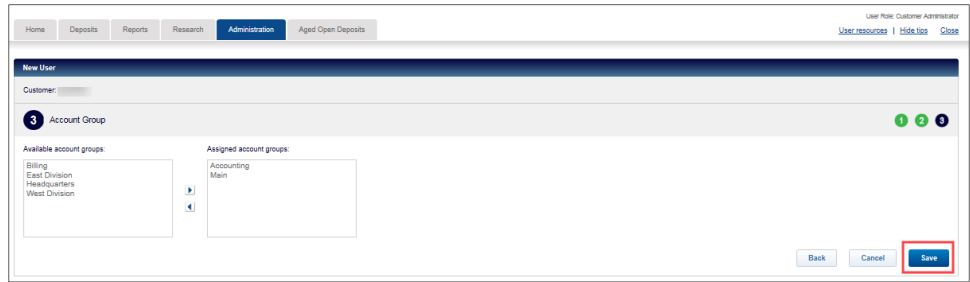 User Role: Customer Administrator
Home Deposits Reports Research Administration Aged Open Deposits
User resources | Hide tips Close
New User
Customer:
3 Account Group 1 2 3
Available account groups: Assigned account groups:
Billing Accounting
East Division Main
Headquarters
West Division
Back Cancel Save